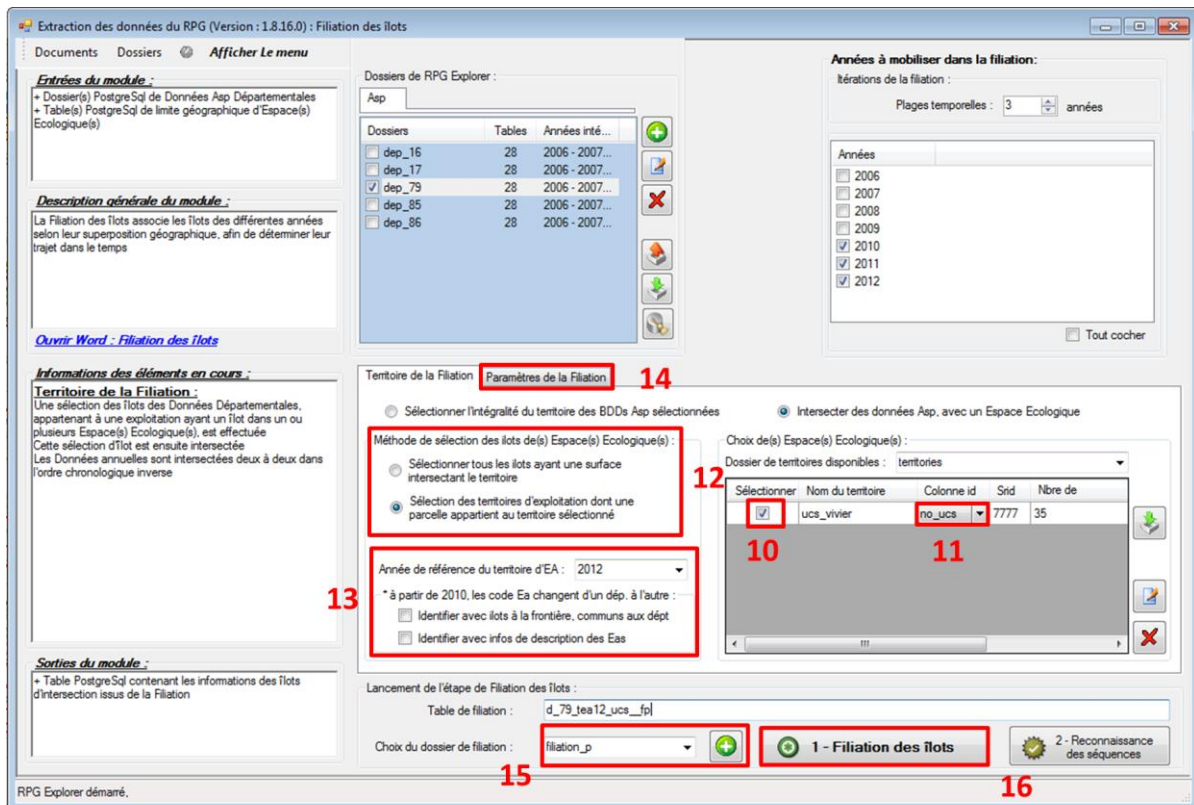 Extraction des données du RPG (Version : 1.8.16.0) : Filiation des îlots
Documents Dossiers Afficher Le menu
Entrées du module :
+ Dossier(s) PostgreSql de Données Asp Départementales
+ Table(s) PostgreSql de limite géographique d'Espace(s)
Ecologique(s)
Description générale du module :
La Filiation des îlots associe les îlots des différentes années
selon leur superposition géographique, afin de déterminer leur
trajet dans le temps
Ouvrir Word : Filiation des îlots
Informations des éléments en cours :
Territoire de la Filiation :
Une sélection des îlots des Données Départementales,
appartenant à une exploitation ayant un îlot dans un ou
plusieurs Espace(s) Ecologique(s), est effectuée
Cette sélection d'îlot est ensuite intersectée
Les Données annuelles sont intersectées deux à deux dans
l'ordre chronologique inverse
Sorties du module :
+ Table PostgreSql contenant les informations des îlots
d'intersection issus de la Filiation
Dossiers de RPG Explorer :
Asp
Dossiers Tables Années inté...
dep_16 28 2006 - 2007...
dep_17 28 2006 - 2007...
dep_79 28 2006 - 2007...
dep_85 28 2006 - 2007...
dep_86 28 2006 - 2007...
Années à mobiliser dans la filiation:
Itérations de la filiation :
Plages temporelles : 3 années
Années
2006
2007
2008
2009
2010
2011
2012
Tout cocher
Territoire de la Filiation Paramètres de la Filiation 14
Sélectionner l'intégralité du territoire des BDDs Asp sélectionnées
Intersecter des données Asp, avec un Espace Ecologique
Méthode de sélection des ilots de(s) Espace(s) Ecologique(s) :
Sélectionner tous les ilots ayant une surface
intersectant le territoire
Sélection des territoires d'exploitation dont une
parcelle appartient au territoire sélectionné
12
Année de référence du territoire d'EA : 2012
* à partir de 2010, les code Ea changent d'un dép. à l'autre :
Identifier avec ilots à la frontière, communs aux dépt
Identifier avec infos de description des Eas
13
Choix de(s) Espace(s) Ecologique(s) :
Dossier de territoires disponibles : territories
Sélectionner Nom du territoire Colonne id Srid Nbre de
ucs_vivier no_ucs 7777 35
10 11
Lancement de l'étape de Filiation des îlots :
Table de filiation : d_79_tea12_ucs__fp
Choix du dossier de filiation : filiation_p
15
1 - Filiation des îlots
2 - Reconnaissance
des séquences
16
RPG Explorer démarré,